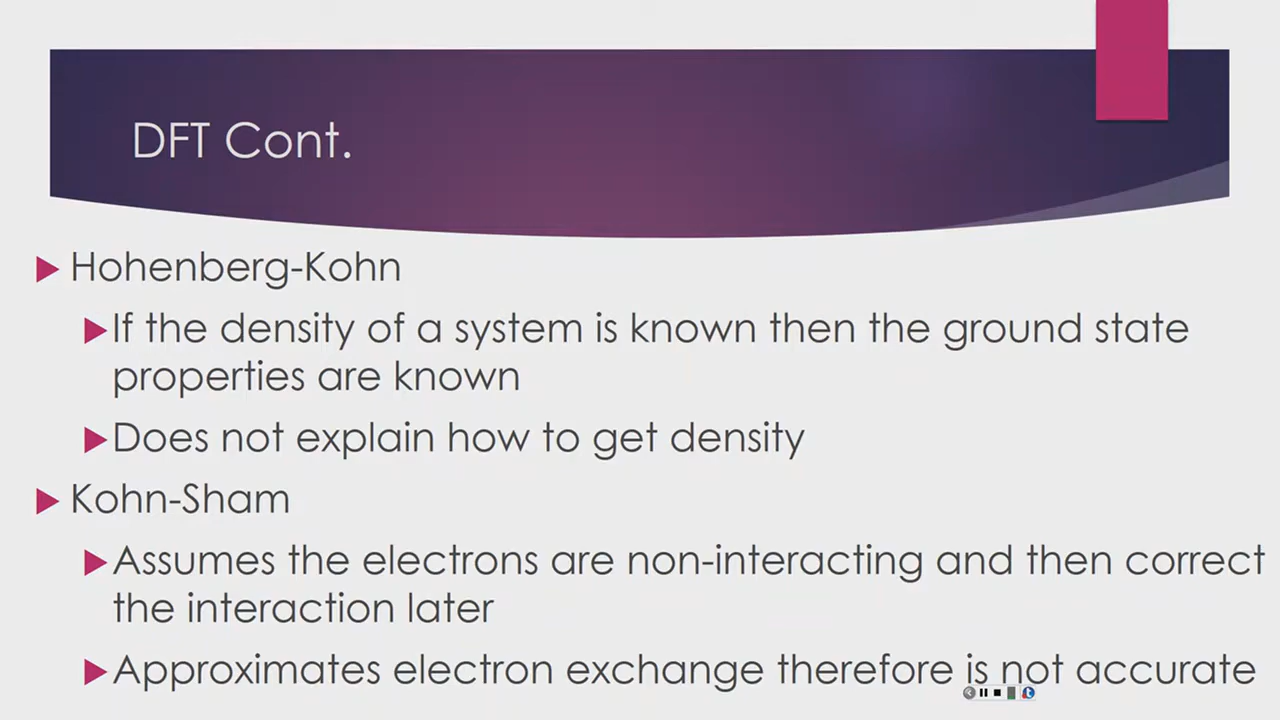 DFT Cont.
Hohenberg-Kohn
If the density of a system is known then the ground state
properties are known
Does not explain how to get density
Kohn-Sham
Assumes the electrons are non-interacting and then correct
the interaction later
Approximates electron exchange therefore is not accurate